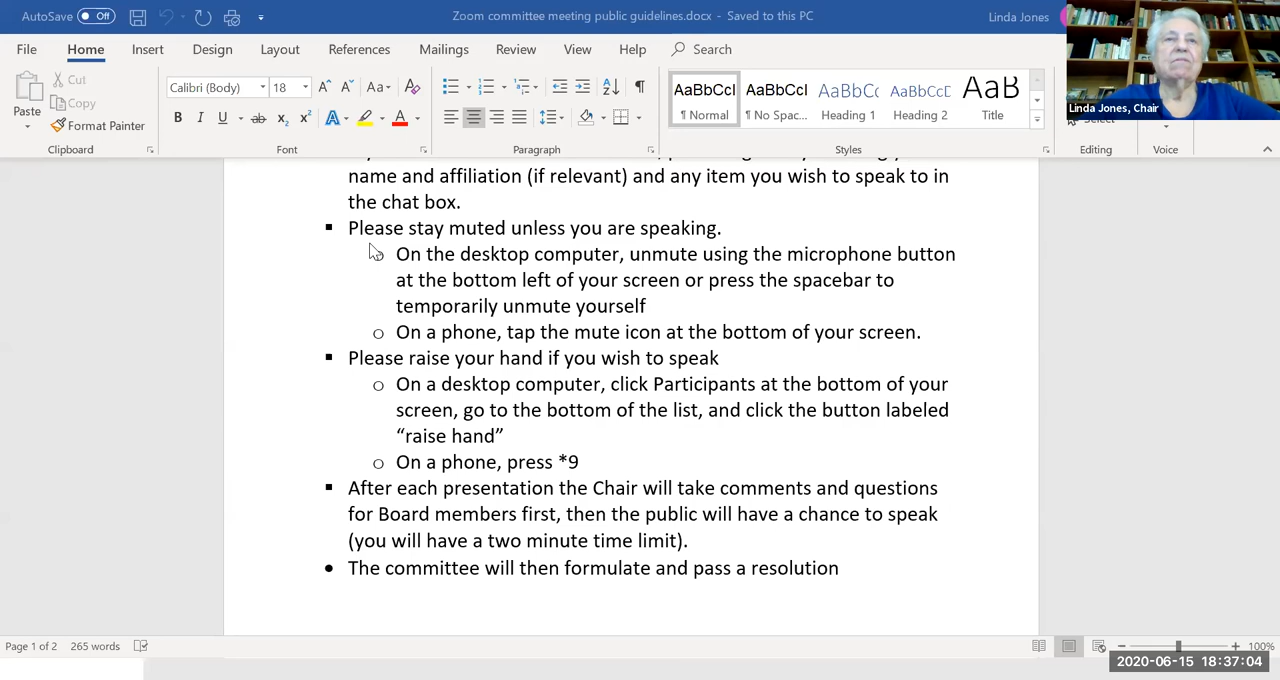 AutoSave Off Zoom committee meeting public guidelines.docx - Saved to this PC Linda Jones
File Home Insert Design Layout References Mailings Review View Help Search
Linda Jones, Chair
Paste Cut Copy Format Painter
Calibri (Body) 18 Aa
B I U ab x₂ x² A A
AaBbCcI AaBbCcI AaBbCc AaBbCcD AaB
¶ Normal ¶ No Spac... Heading 1 Heading 2 Title
Select
Clipboard Font Paragraph Styles Editing Voice
name and affiliation (if relevant) and any item you wish to speak to in
the chat box.
▪ Please stay muted unless you are speaking.
o On the desktop computer, unmute using the microphone button
at the bottom left of your screen or press the spacebar to
temporarily unmute yourself
o On a phone, tap the mute icon at the bottom of your screen.
▪ Please raise your hand if you wish to speak
o On a desktop computer, click Participants at the bottom of your
screen, go to the bottom of the list, and click the button labeled
“raise hand”
o On a phone, press *9
▪ After each presentation the Chair will take comments and questions
for Board members first, then the public will have a chance to speak
(you will have a two minute time limit).
• The committee will then formulate and pass a resolution
Page 1 of 2 265 words 100%
2020-06-15 18:37:04